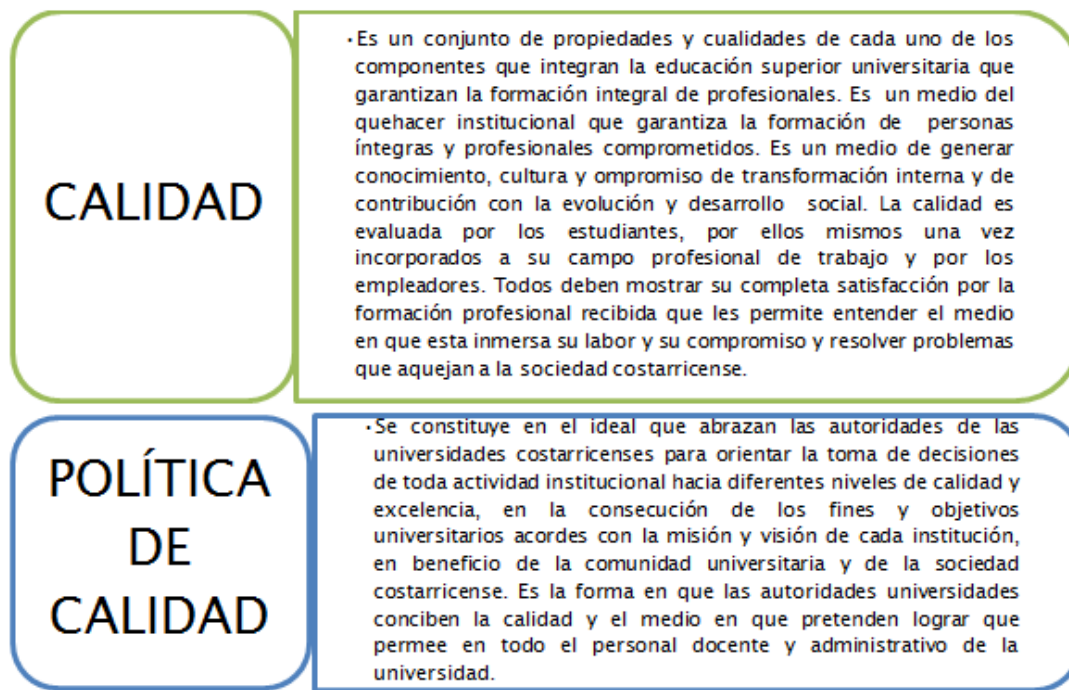 CALIDAD
·Es un conjunto de propiedades y cualidades de cada uno de los
componentes que integran la educación superior universitaria que
garantizan la formación integral de profesionales. Es un medio del
quehacer institucional que garantiza la formación de personas
íntegras y profesionales comprometidos. Es un medio de generar
conocimiento, cultura y ompromiso de transformación interna y de
contribución con la evolución y desarrollo social. La calidad es
evaluada por los estudiantes, por ellos mismos una vez
incorporados a su campo profesional de trabajo y por los
empleadores. Todos deben mostrar su completa satisfacción por la
formación profesional recibida que les permite entender el medio
en que esta inmersa su labor y su compromiso y resolver problemas
que aquejan a la sociedad costarricense.
POLÍTICA
DE
CALIDAD
·Se constituye en el ideal que abrazan las autoridades de las
universidades costarricenses para orientar la toma de decisiones
de toda actividad institucional hacia diferentes niveles de calidad y
excelencia, en la consecución de los fines y objetivos
universitarios acordes con la misión y visión de cada institución,
en beneficio de la comunidad universitaria y de la sociedad
costarricense. Es la forma en que las autoridades universidades
conciben la calidad y el medio en que pretenden lograr que
permee en todo el personal docente y administrativo de la
universidad.